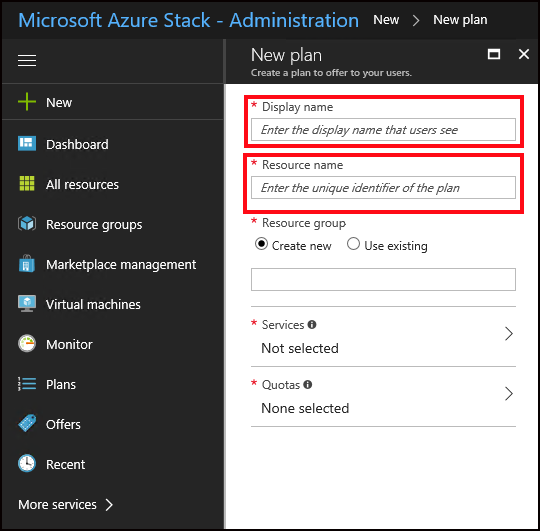 Microsoft Azure Stack - Administration New > New plan
New plan
Create a plan to offer to your users.
New
Dashboard
All resources
Resource groups
Marketplace management
Virtual machines
Monitor
Plans
Offers
Recent
More services >
* Display name
Enter the display name that users see
* Resource name
Enter the unique identifier of the plan
* Resource group
Create new Use existing
* Services
Not selected
* Quotas
None selected